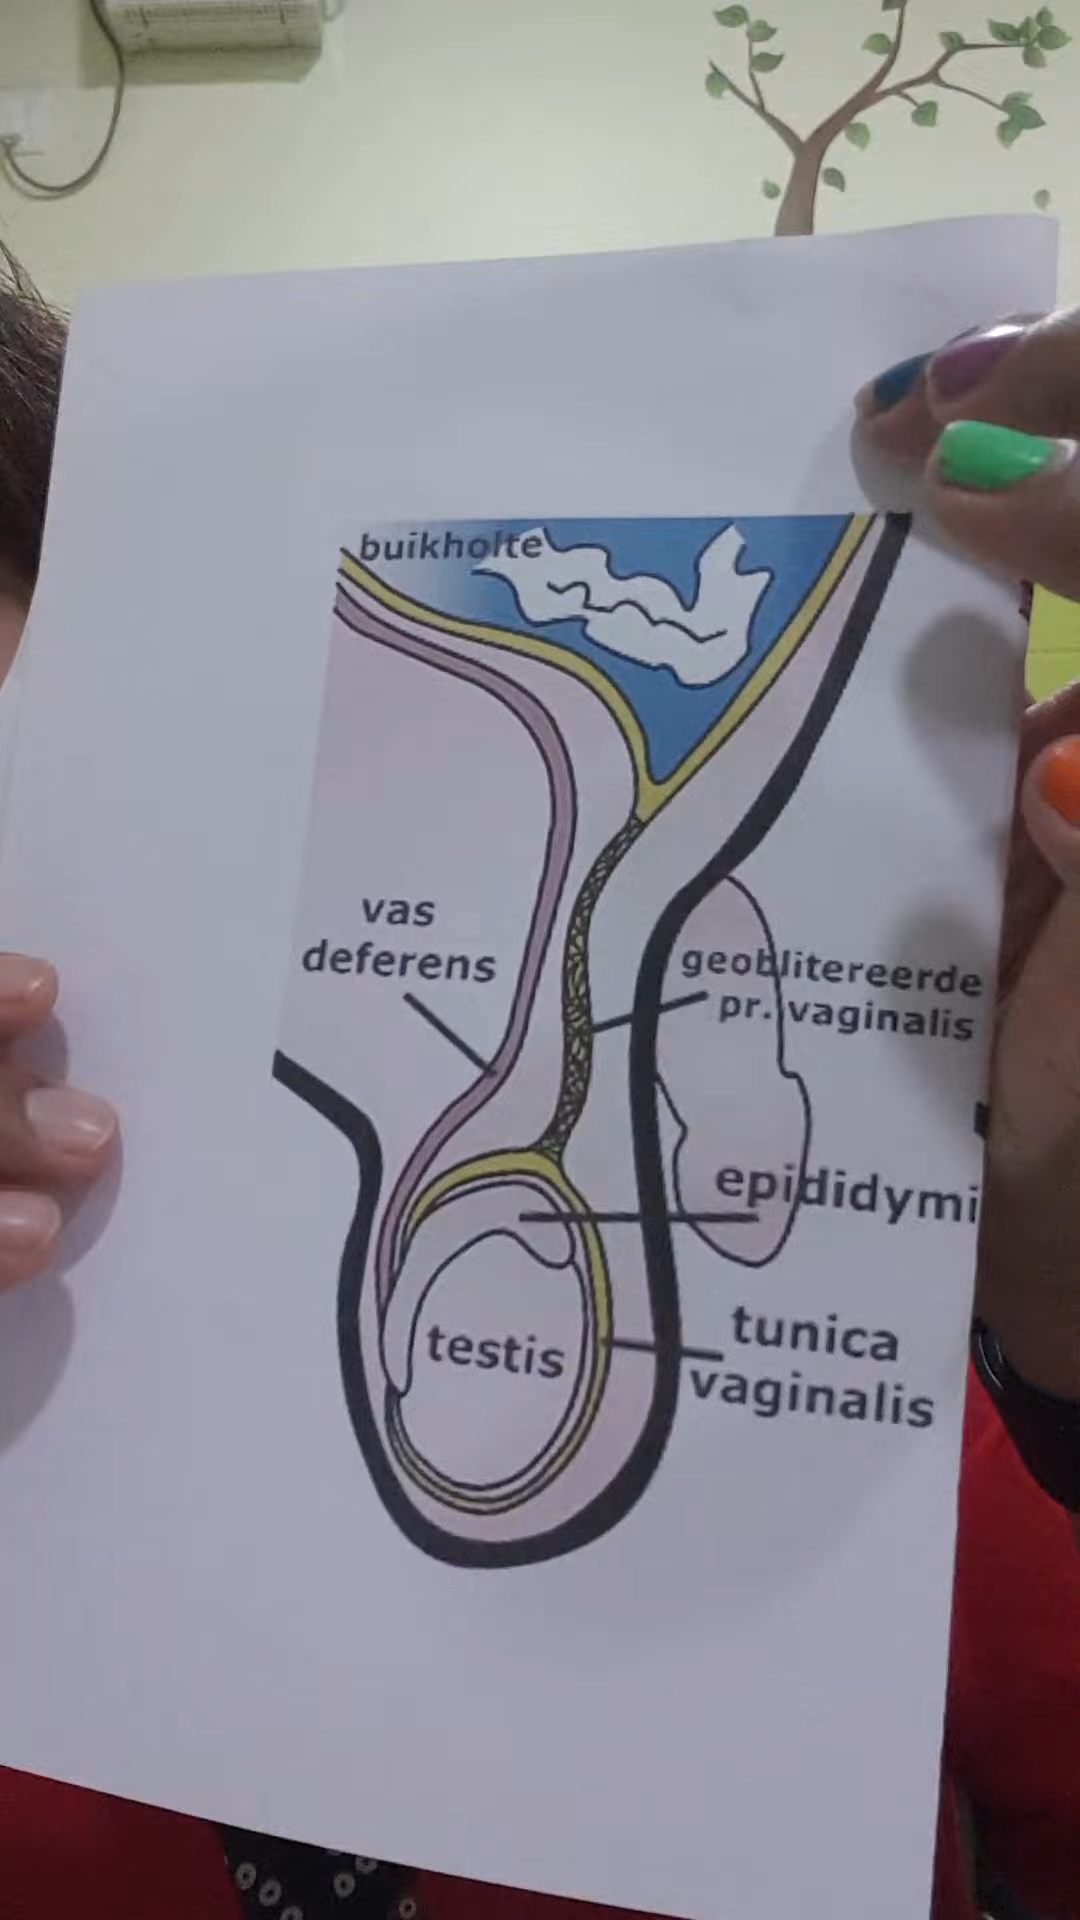 buikholte
vas
deferens
geoblitereerde
pr. vaginalis
epididymi
testis
tunica
vaginalis